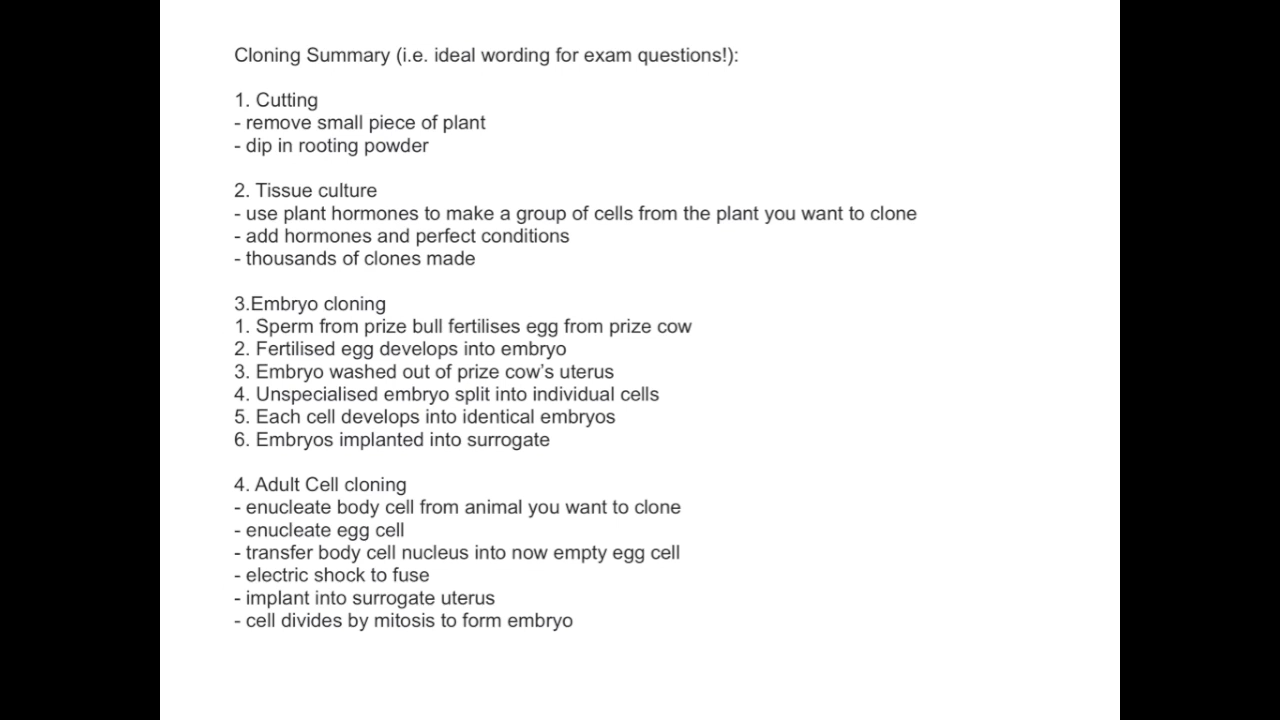 Cloning Summary (i.e. ideal wording for exam questions!):
1. Cutting
- remove small piece of plant
- dip in rooting powder
2. Tissue culture
- use plant hormones to make a group of cells from the plant you want to clone
- add hormones and perfect conditions
- thousands of clones made
3.Embryo cloning
1. Sperm from prize bull fertilises egg from prize cow
2. Fertilised egg develops into embryo
3. Embryo washed out of prize cow’s uterus
4. Unspecialised embryo split into individual cells
5. Each cell develops into identical embryos
6. Embryos implanted into surrogate
4. Adult Cell cloning
- enucleate body cell from animal you want to clone
- enucleate egg cell
- transfer body cell nucleus into now empty egg cell
- electric shock to fuse
- implant into surrogate uterus
- cell divides by mitosis to form embryo